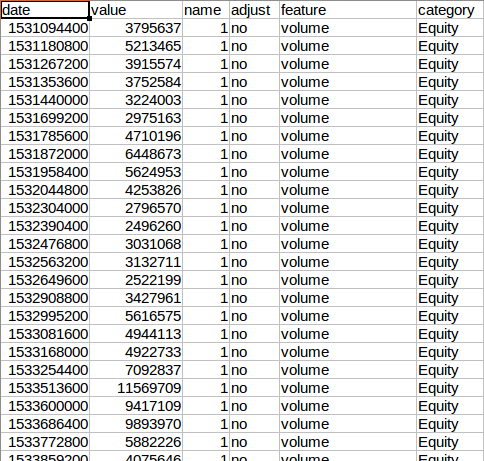 date value name adjust feature category
1531094400 3795637 1 no volume Equity
1531180800 5213465 1 no volume Equity
1531267200 3915574 1 no volume Equity
1531353600 3752584 1 no volume Equity
1531440000 3224003 1 no volume Equity
1531699200 2975163 1 no volume Equity
1531785600 4710196 1 no volume Equity
1531872000 6448673 1 no volume Equity
1531958400 5624953 1 no volume Equity
1532044800 4253826 1 no volume Equity
1532304000 2796570 1 no volume Equity
1532390400 2496260 1 no volume Equity
1532476800 3031068 1 no volume Equity
1532563200 3132711 1 no volume Equity
1532649600 2522199 1 no volume Equity
1532908800 3427961 1 no volume Equity
1532995200 5616575 1 no volume Equity
1533081600 4944113 1 no volume Equity
1533168000 4922733 1 no volume Equity
1533254400 7092837 1 no volume Equity
1533513600 11569709 1 no volume Equity
1533600000 9417109 1 no volume Equity
1533686400 9893970 1 no volume Equity
1533772800 5882226 1 no volume Equity
1533859200 4075646 1 no volume Equity